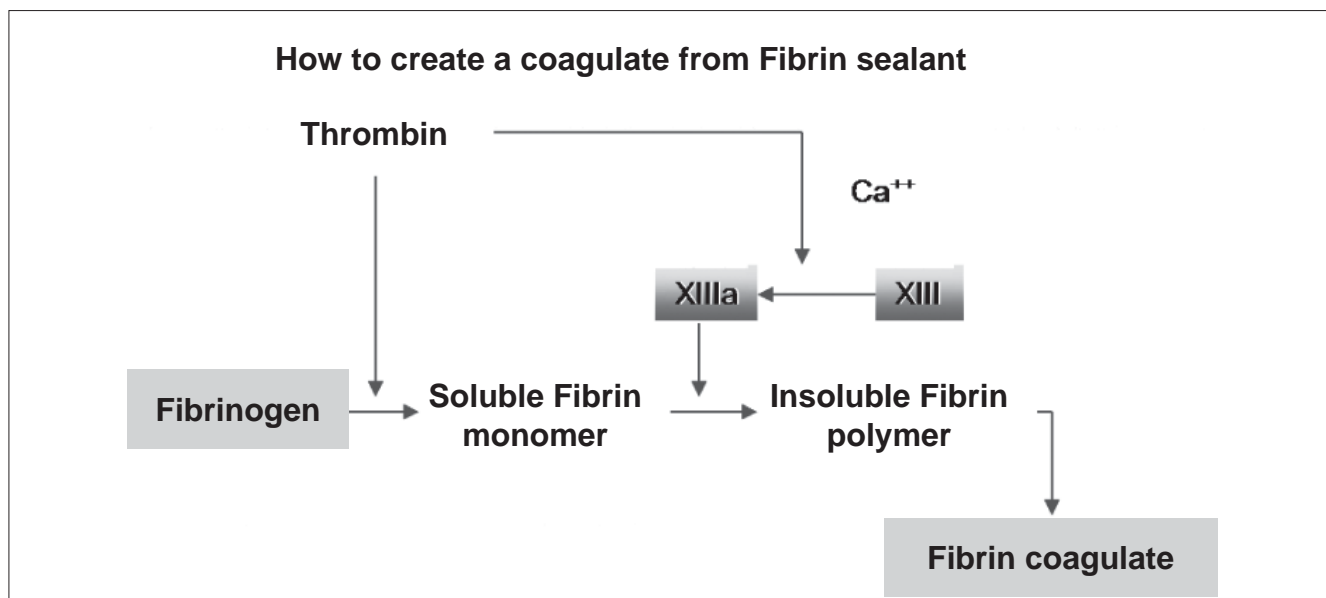 How to create a coagulate from Fibrin sealant
Thrombin
Ca⁺⁺
XIIIa
XIII
Fibrinogen
Soluble Fibrin
monomer
Insoluble Fibrin
polymer
Fibrin coagulate